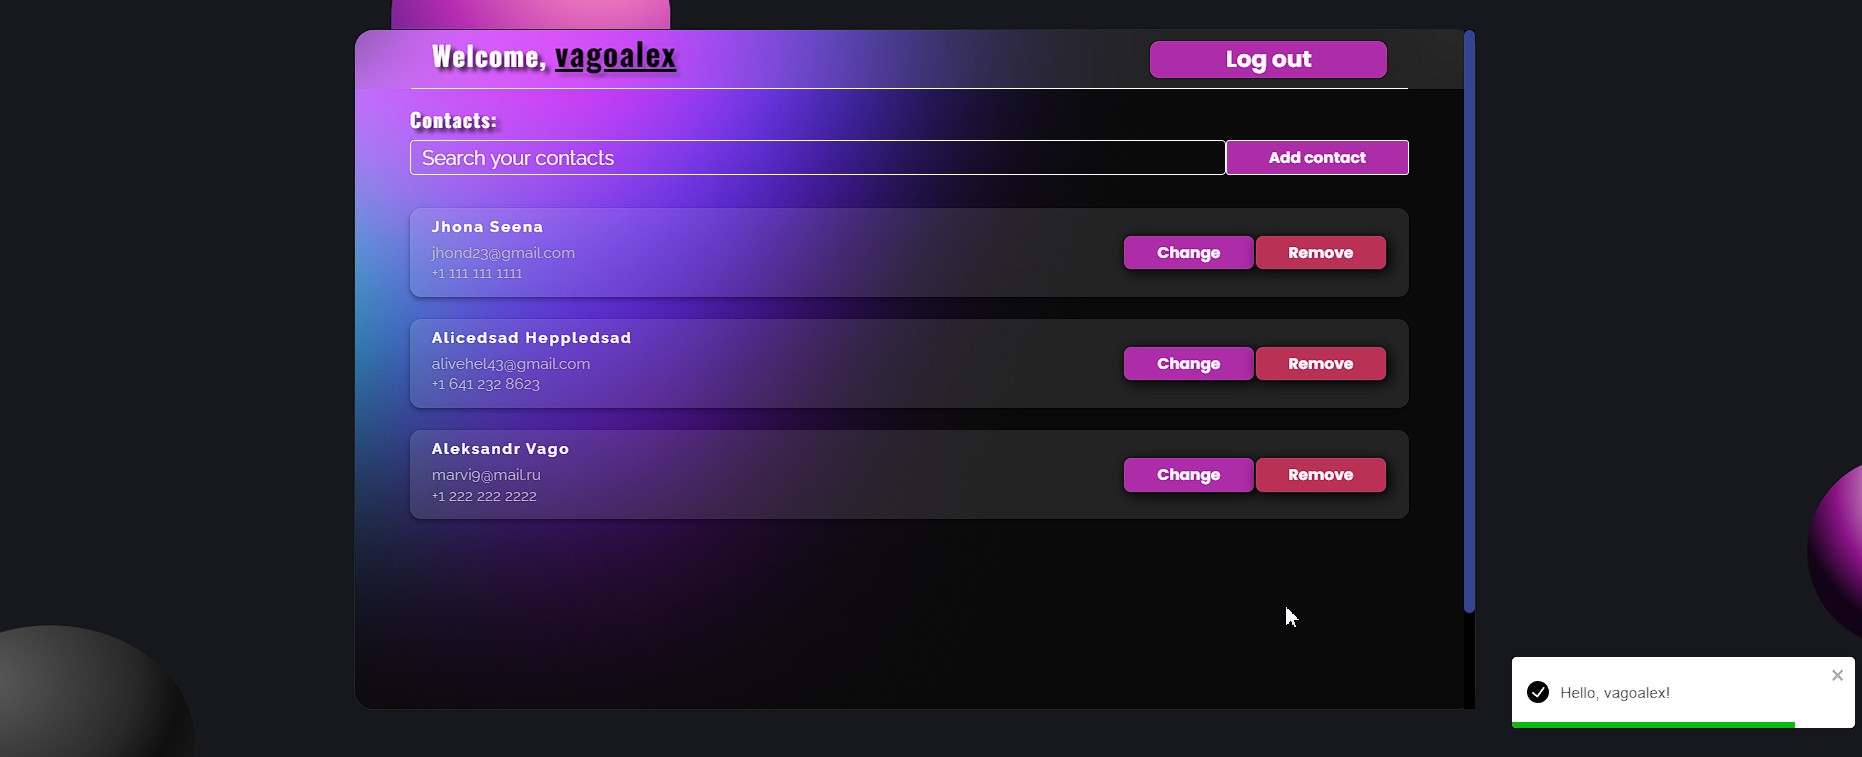 Welcome, vagoalex
Log out
Contacts:
Search your contacts
Add contact
Jhona Seena
jhond23@gmail.com
+1 111 111 1111
Change
Remove
Alicedsad Heppledsad
alivehel43@gmail.com
+1 641 232 8623
Change
Remove
Aleksandr Vago
marvi9@mail.ru
+1 222 222 2222
Change
Remove
Hello, vagoalex!